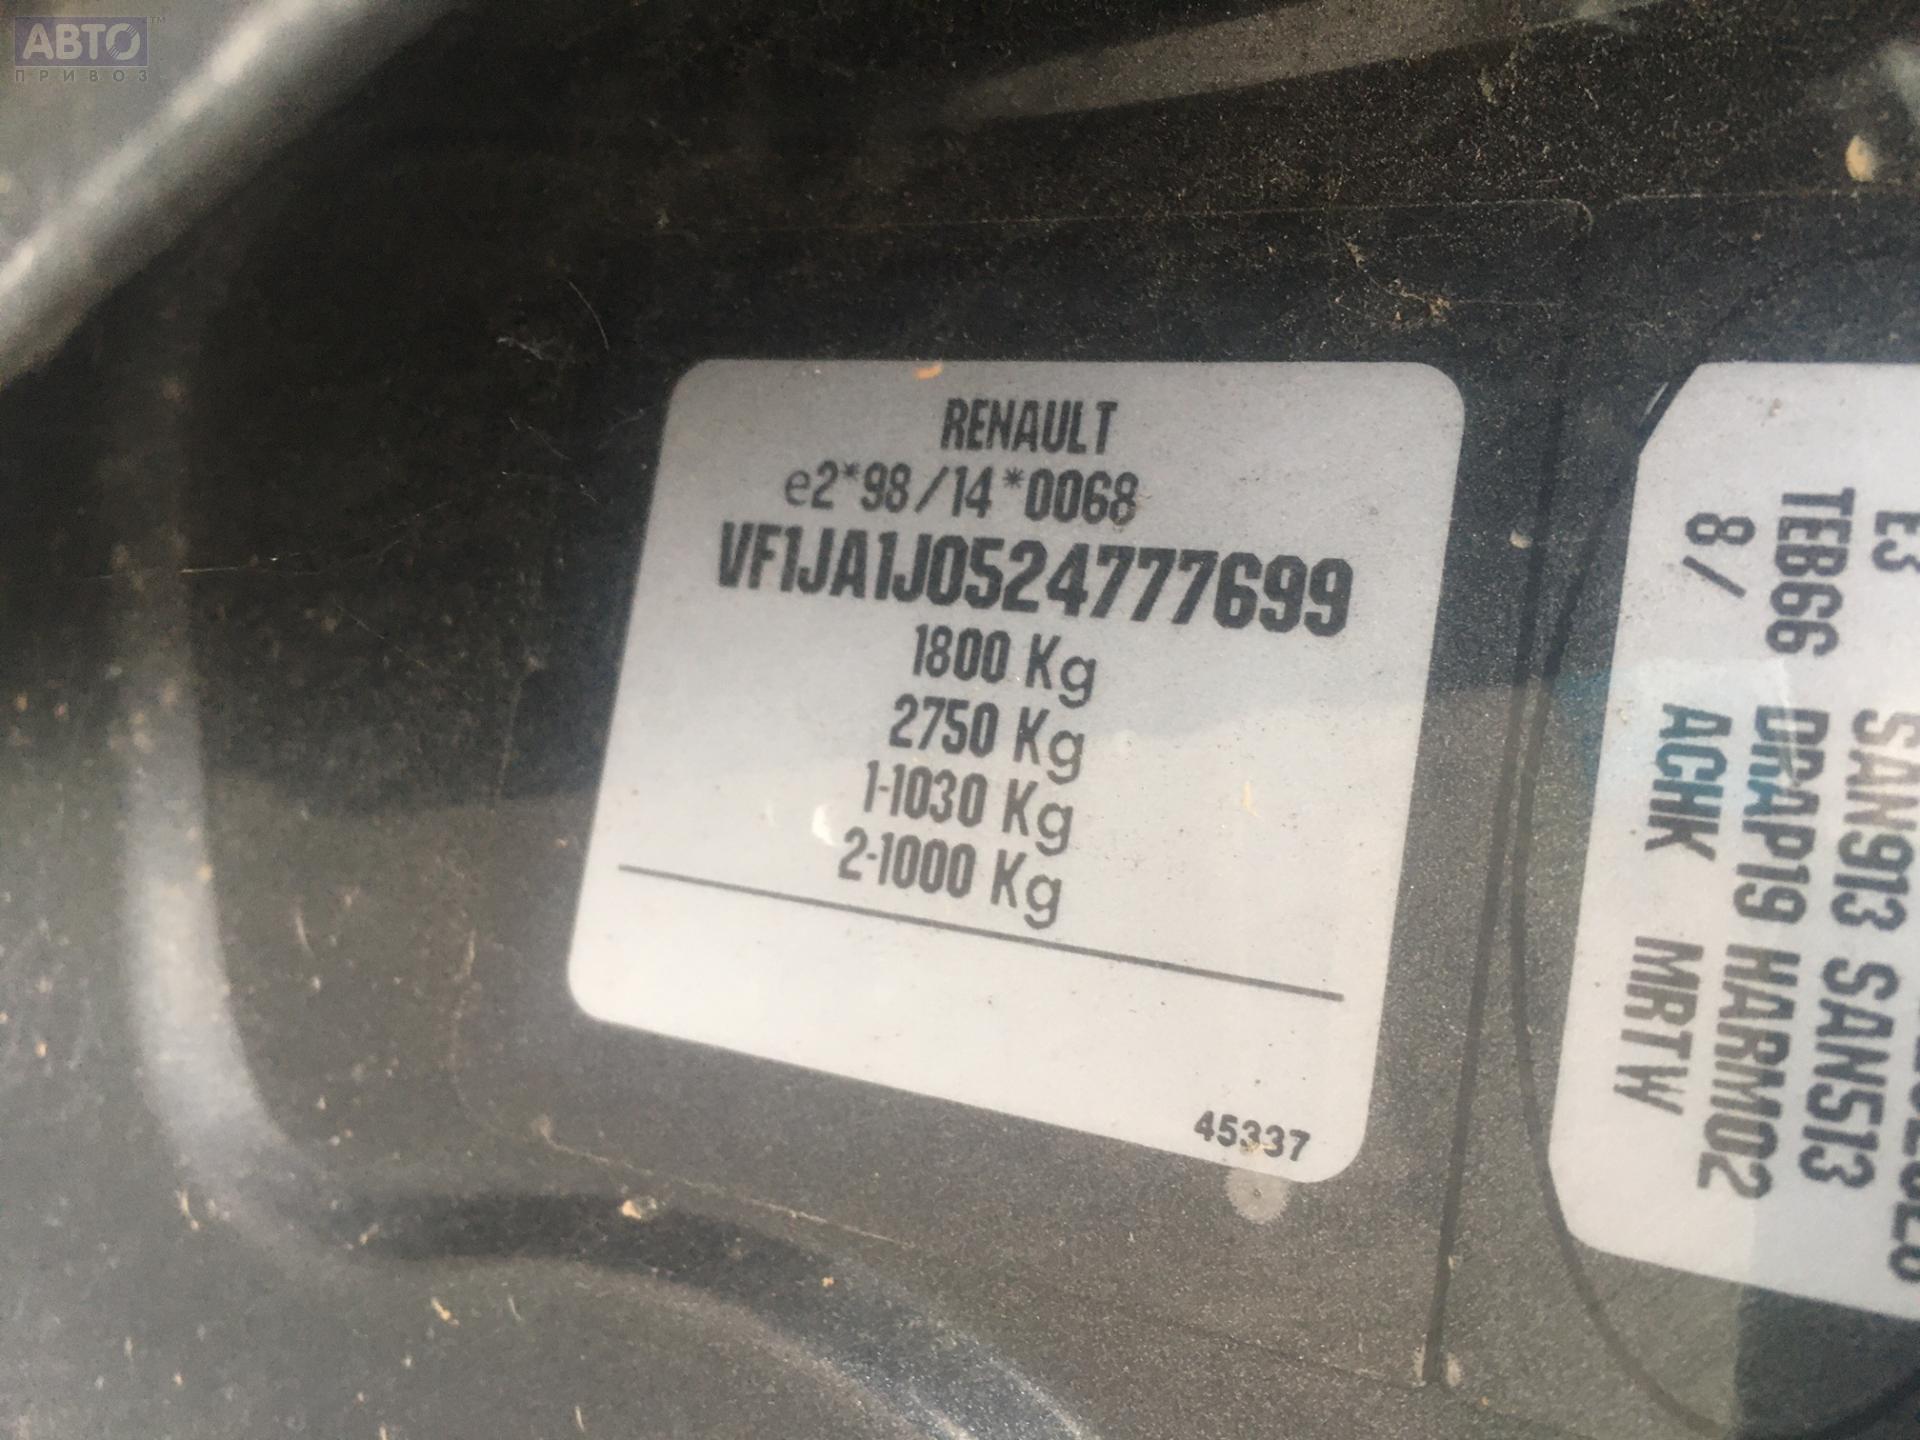 АВТО™
ПРИВОЗ
RENAULT
e2*98/14*0068
VF1JA1J0524777699
1800 Kg
2750 Kg
1-1030 Kg
2-1000 Kg
45337
E3 SAN913 SAN513
TEB66 DRAP19 HARM02
8/ ACHK MRTW